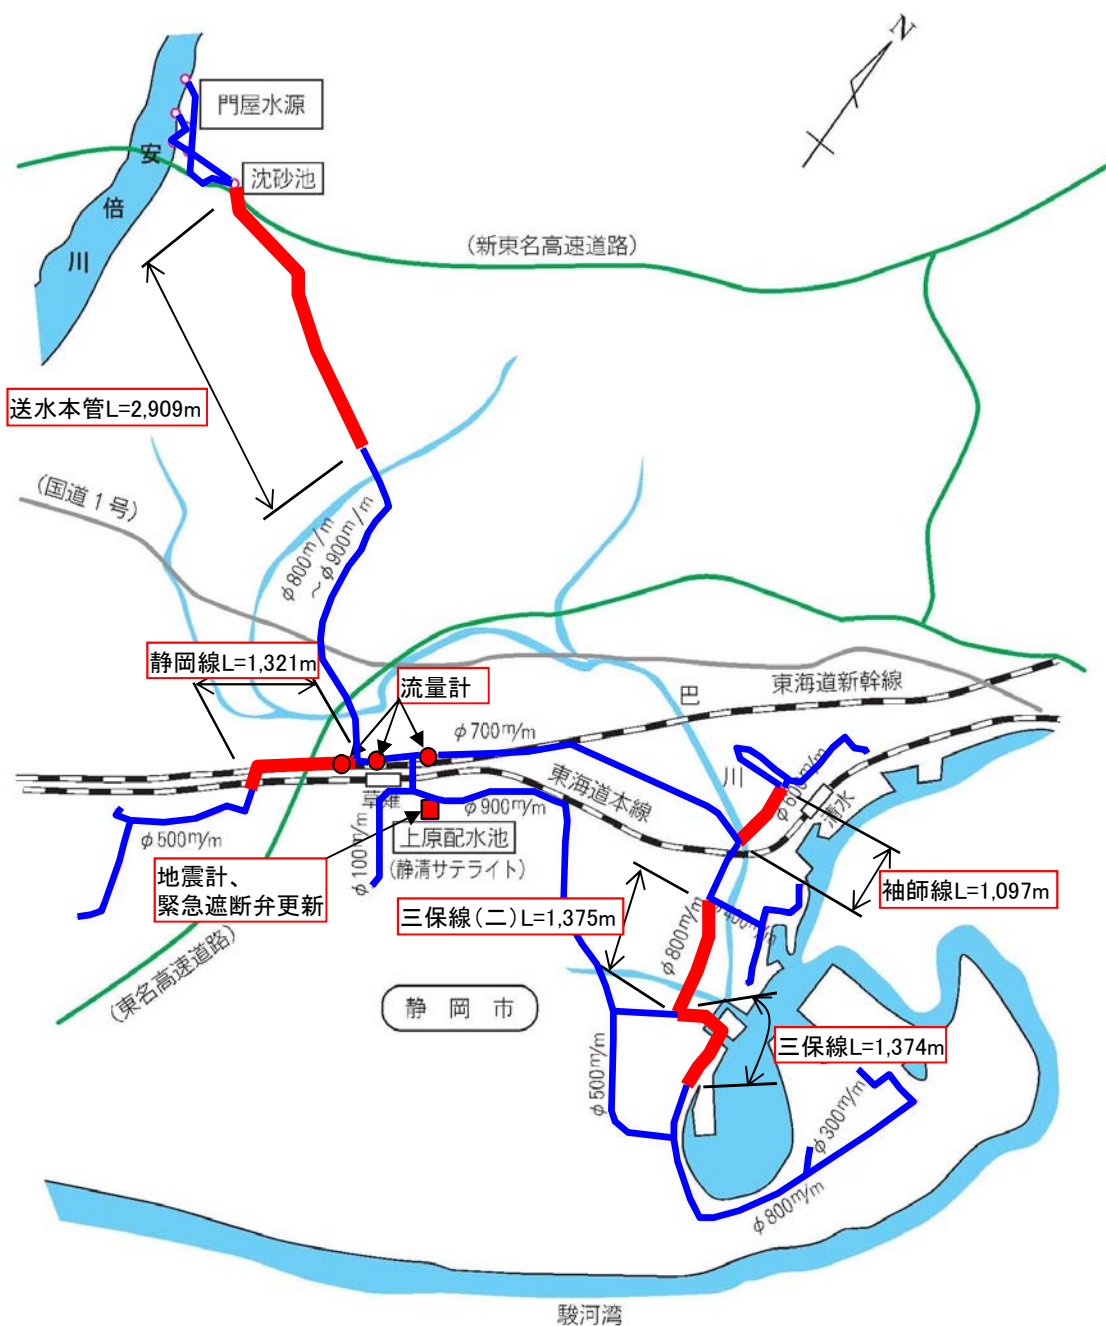 N
門屋水源
安
倍
川
沈砂池
(新東名高速道路)
送水本管L=2,909m
(国道1号)
φ800m/m
～φ900m/m
静岡線L=1,321m
流量計
巴
川
東海道新幹線
φ700m/m
東海道本線
φ600m/m
清水
草薙
φ900m/m
φ500m/m
φ100m/m
上原配水池
(静清サテライト)
地震計、
緊急遮断弁更新
三保線(二)L=1,375m
袖師線L=1,097m
φ800m/m
(東名高速道路)
静岡市
三保線L=1,374m
φ500m/m
φ300m/m
φ800m/m
駿河湾